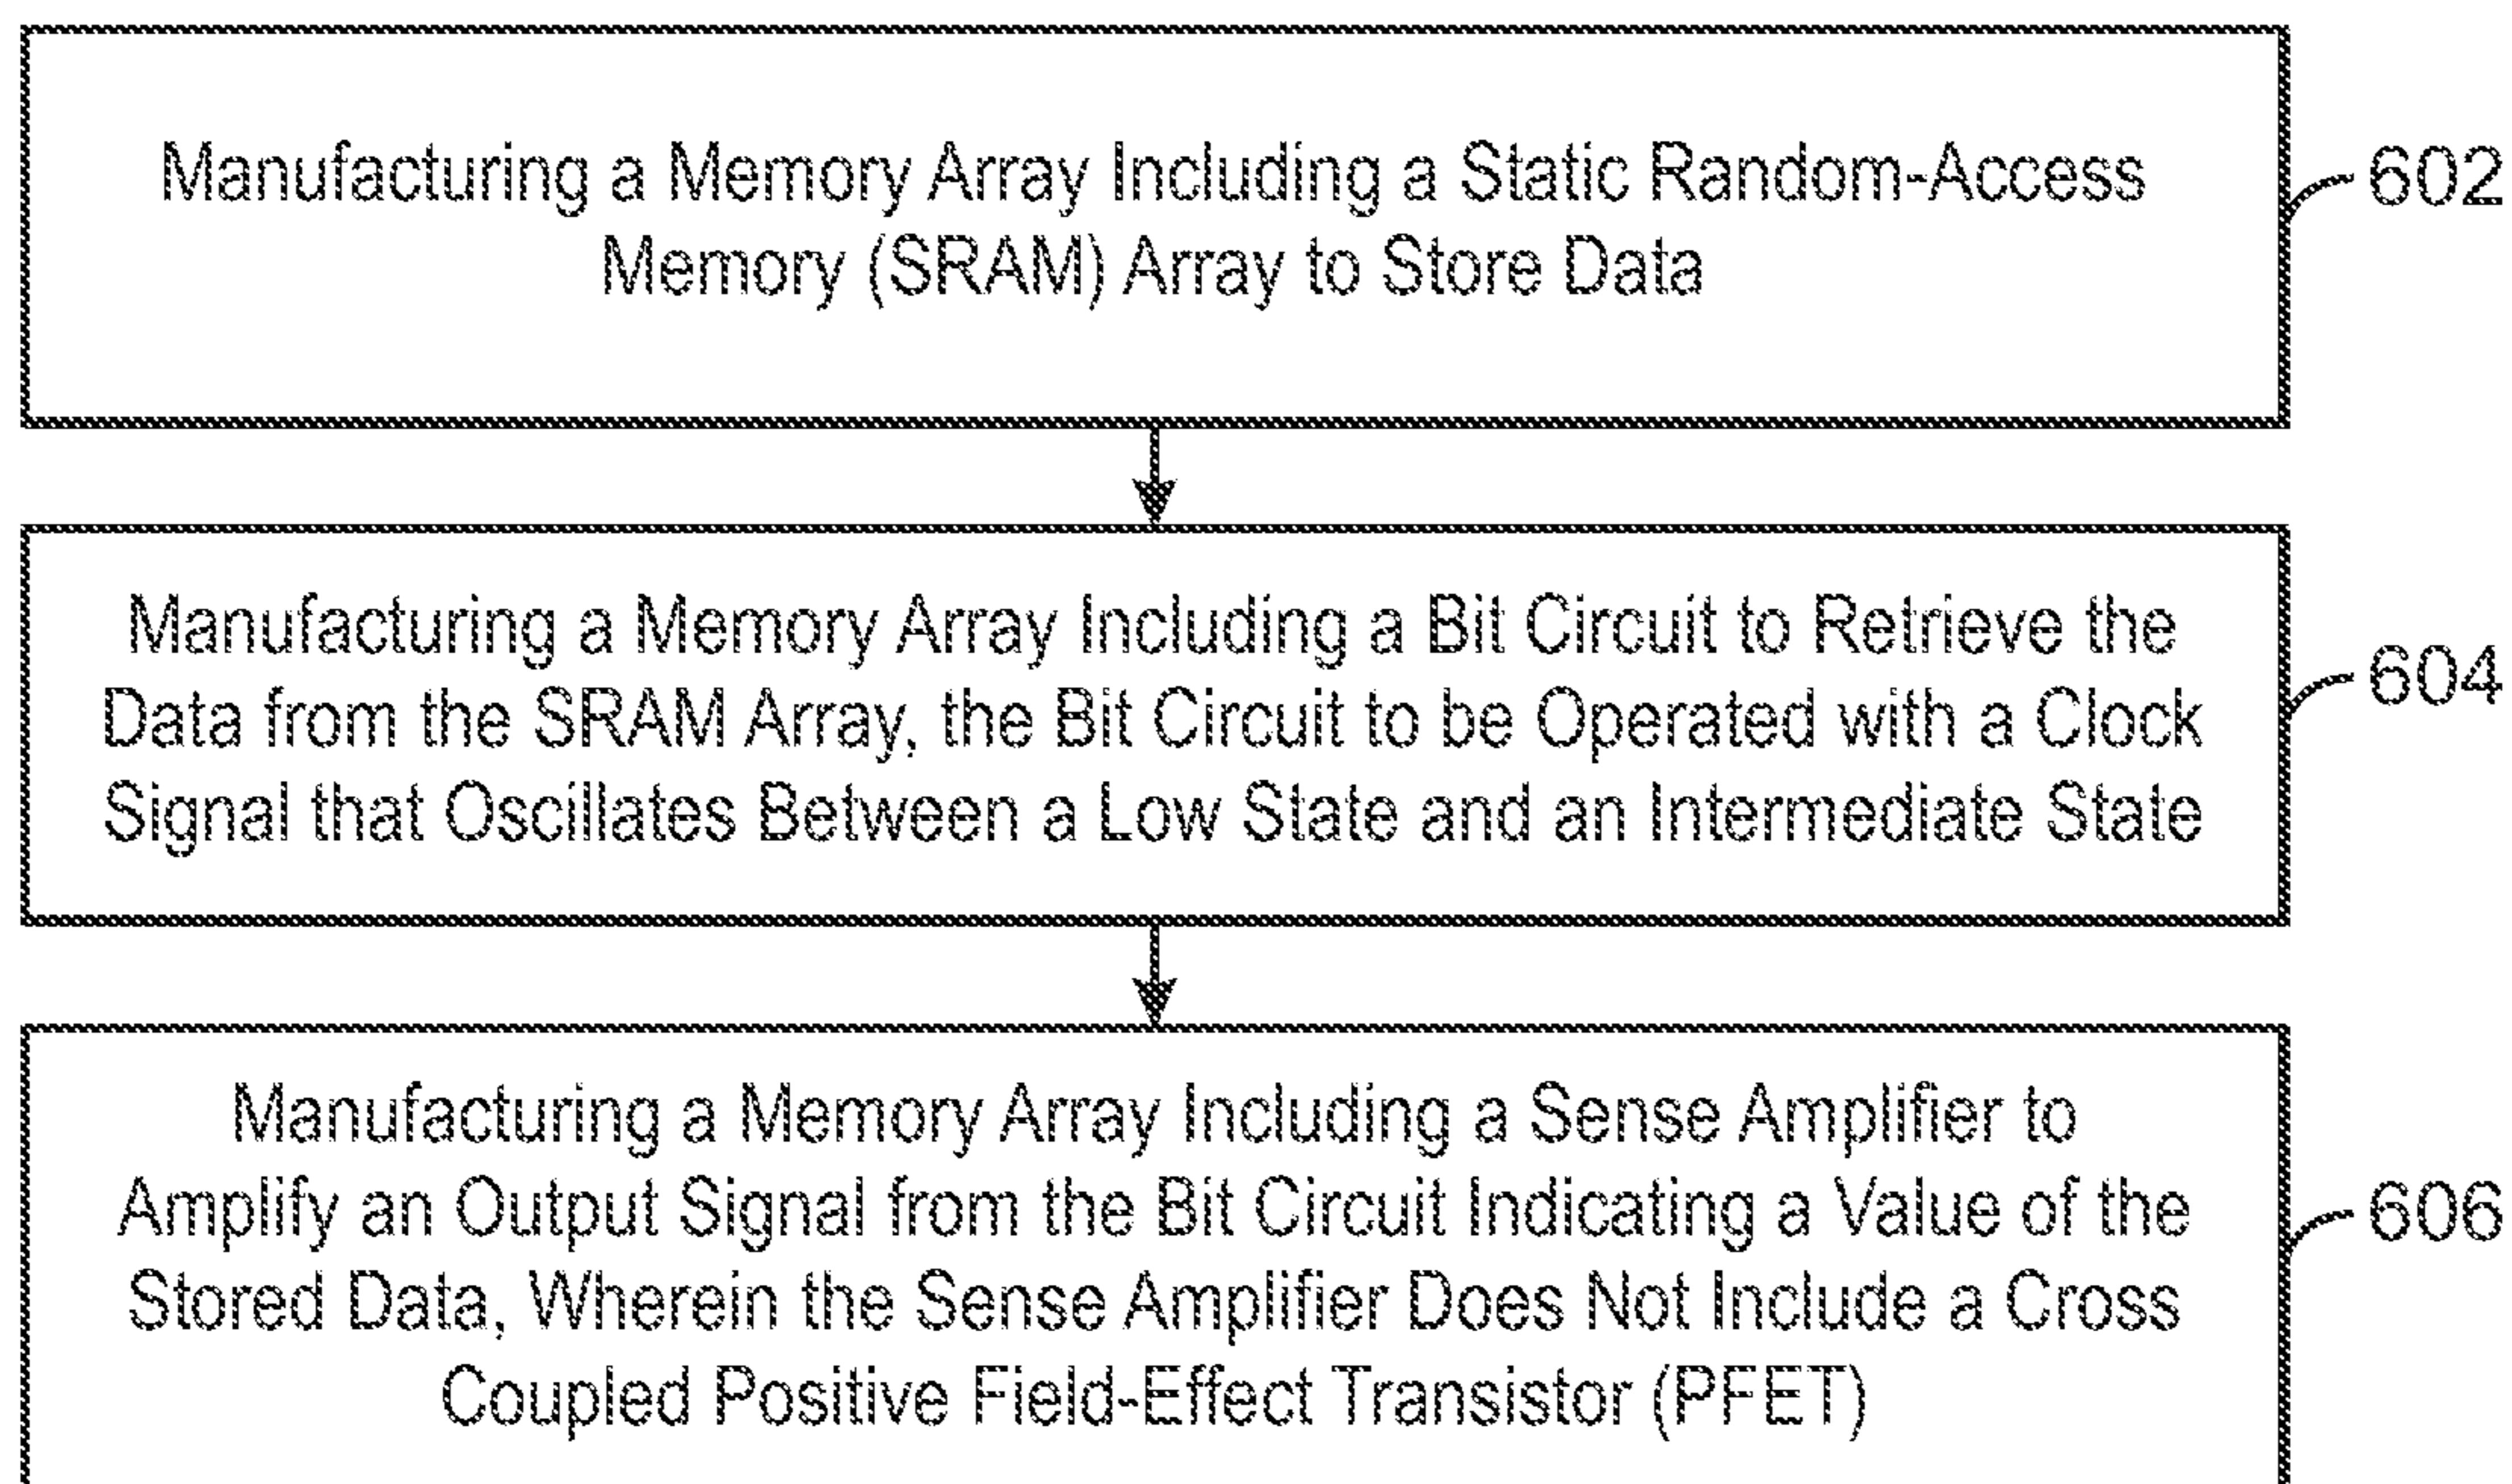 Manufacturing a Memory Array Including a Static Random-Access
Memory (SRAM) Array to Store Data
602
Manufacturing a Memory Array Including a Bit Circuit to Retrieve the
Data from the SRAM Array, the Bit Circuit to be Operated with a Clock
Signal that Oscillates Between a Low State and an Intermediate State
604
Manufacturing a Memory Array Including a Sense Amplifier to
Amplify an Output Signal from the Bit Circuit Indicating a Value of the
Stored Data, Wherein the Sense Amplifier Does Not Include a Cross
Coupled Positive Field-Effect Transistor (PFET)
606